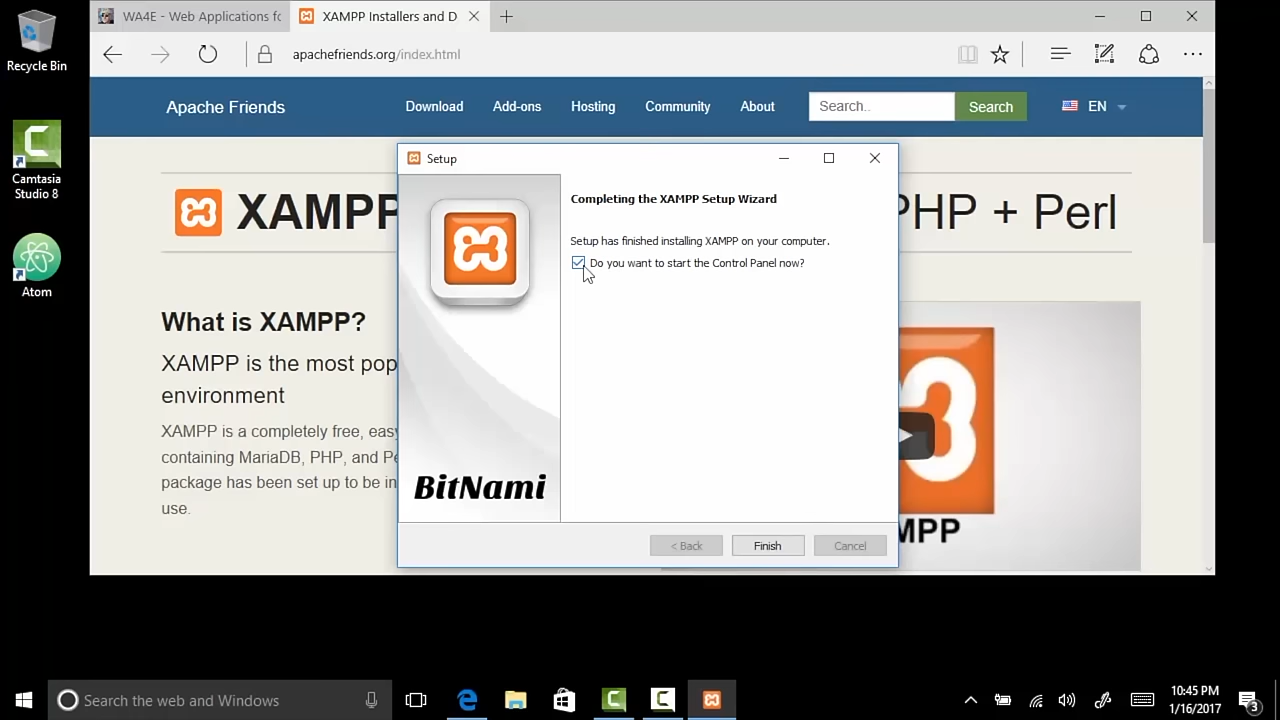 Recycle Bin
Camtasia
Studio 8
Atom
WA4E - Web Applications fo
XAMPP Installers and D
apachefriends.org/index.html
Apache Friends
Download
Add-ons
Hosting
Community
About
Search..
Search
EN
XAMPP
PHP + Perl
Setup
Completing the XAMPP Setup Wizard
Setup has finished installing XAMPP on your computer.
Do you want to start the Control Panel now?
BitNami
< Back
Finish
Cancel
What is XAMPP?
XAMPP is the most pop
environment
XAMPP is a completely free, easy
containing MariaDB, PHP, and Pe
package has been set up to be in
use.
MPP
Search the web and Windows
10:45 PM
1/16/2017
3